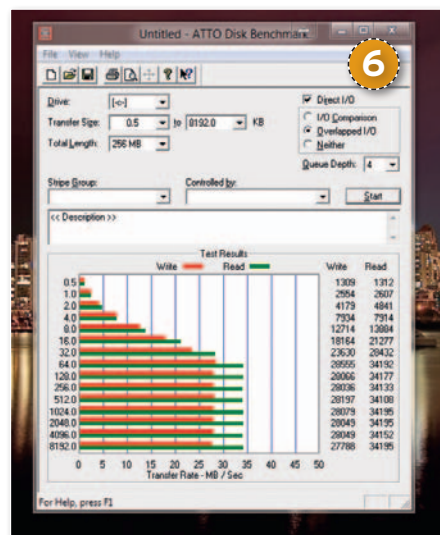 Untitled - ATTO Disk Benchmark
6
File View Help
Drive: [-c-] Direct I/O
Transfer Size: 0.5 to 8192.0 KB I/O Comparison
Overlapped I/O
Total Length: 256 MB Neither
Queue Depth: 4
Stripe Group: Controlled by: Start
<< Description >>
Test Results
Write Read Write Read
0.5 1309 1312
1.0 2554 2607
2.0 4179 4841
4.0 7934 7914
8.0 12714 13884
16.0 18164 21277
32.0 23630 28432
64.0 28555 34192
128.0 28066 34177
256.0 28036 34133
512.0 28197 34108
1024.0 28079 34195
2048.0 28049 34195
4096.0 28049 34152
8192.0 27788 34195
0 5 10 15 20 25 30 35 40 45 50
Transfer Rate - MB / Sec
For Help, press F1